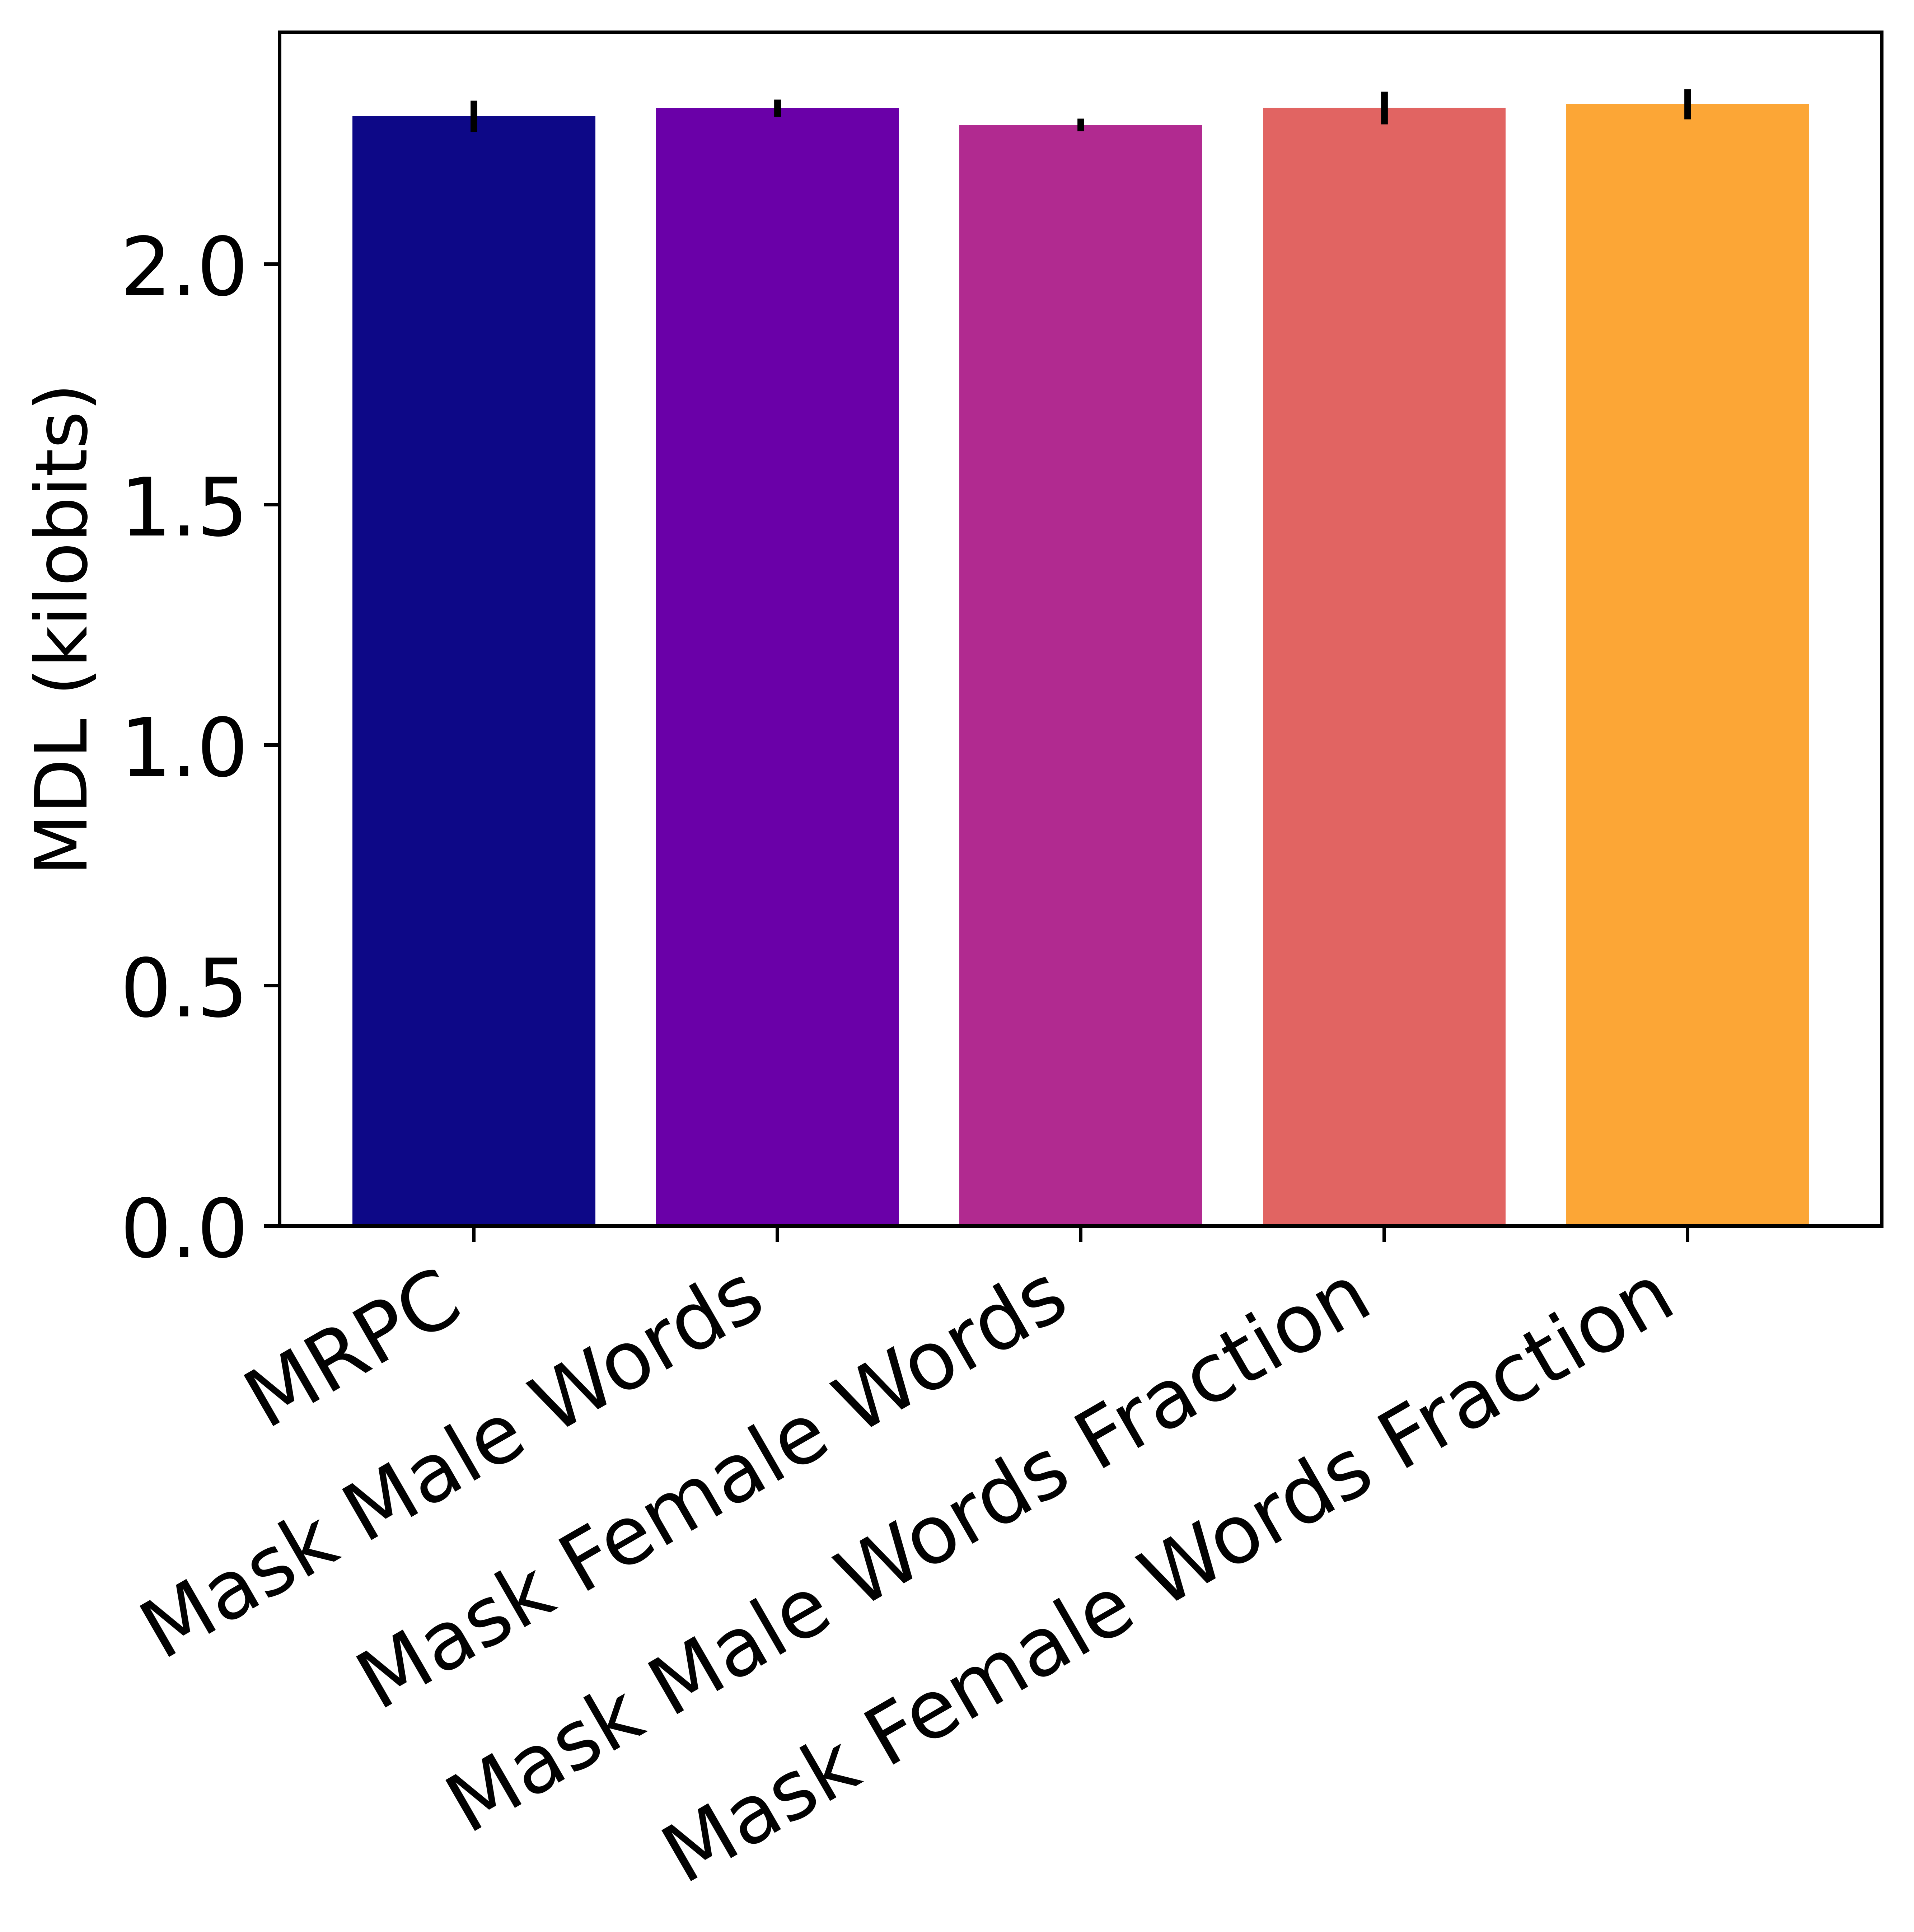 MDL (kilobits)
2.0
1.5
1.0
0.5
0.0
MRPC
Mask Male Words
Mask Female Words
Mask Male Words Fraction
Mask Female Words Fraction